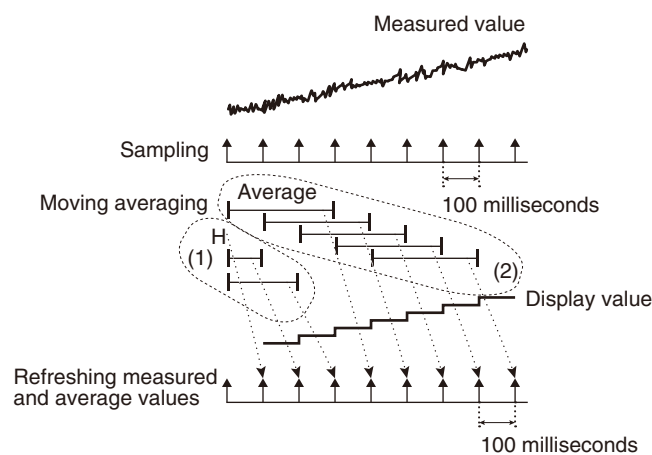 Measured value
Sampling
100 milliseconds
Moving averaging
Average
H
(1)
(2)
Display value
Refreshing measured
and average values
100 milliseconds